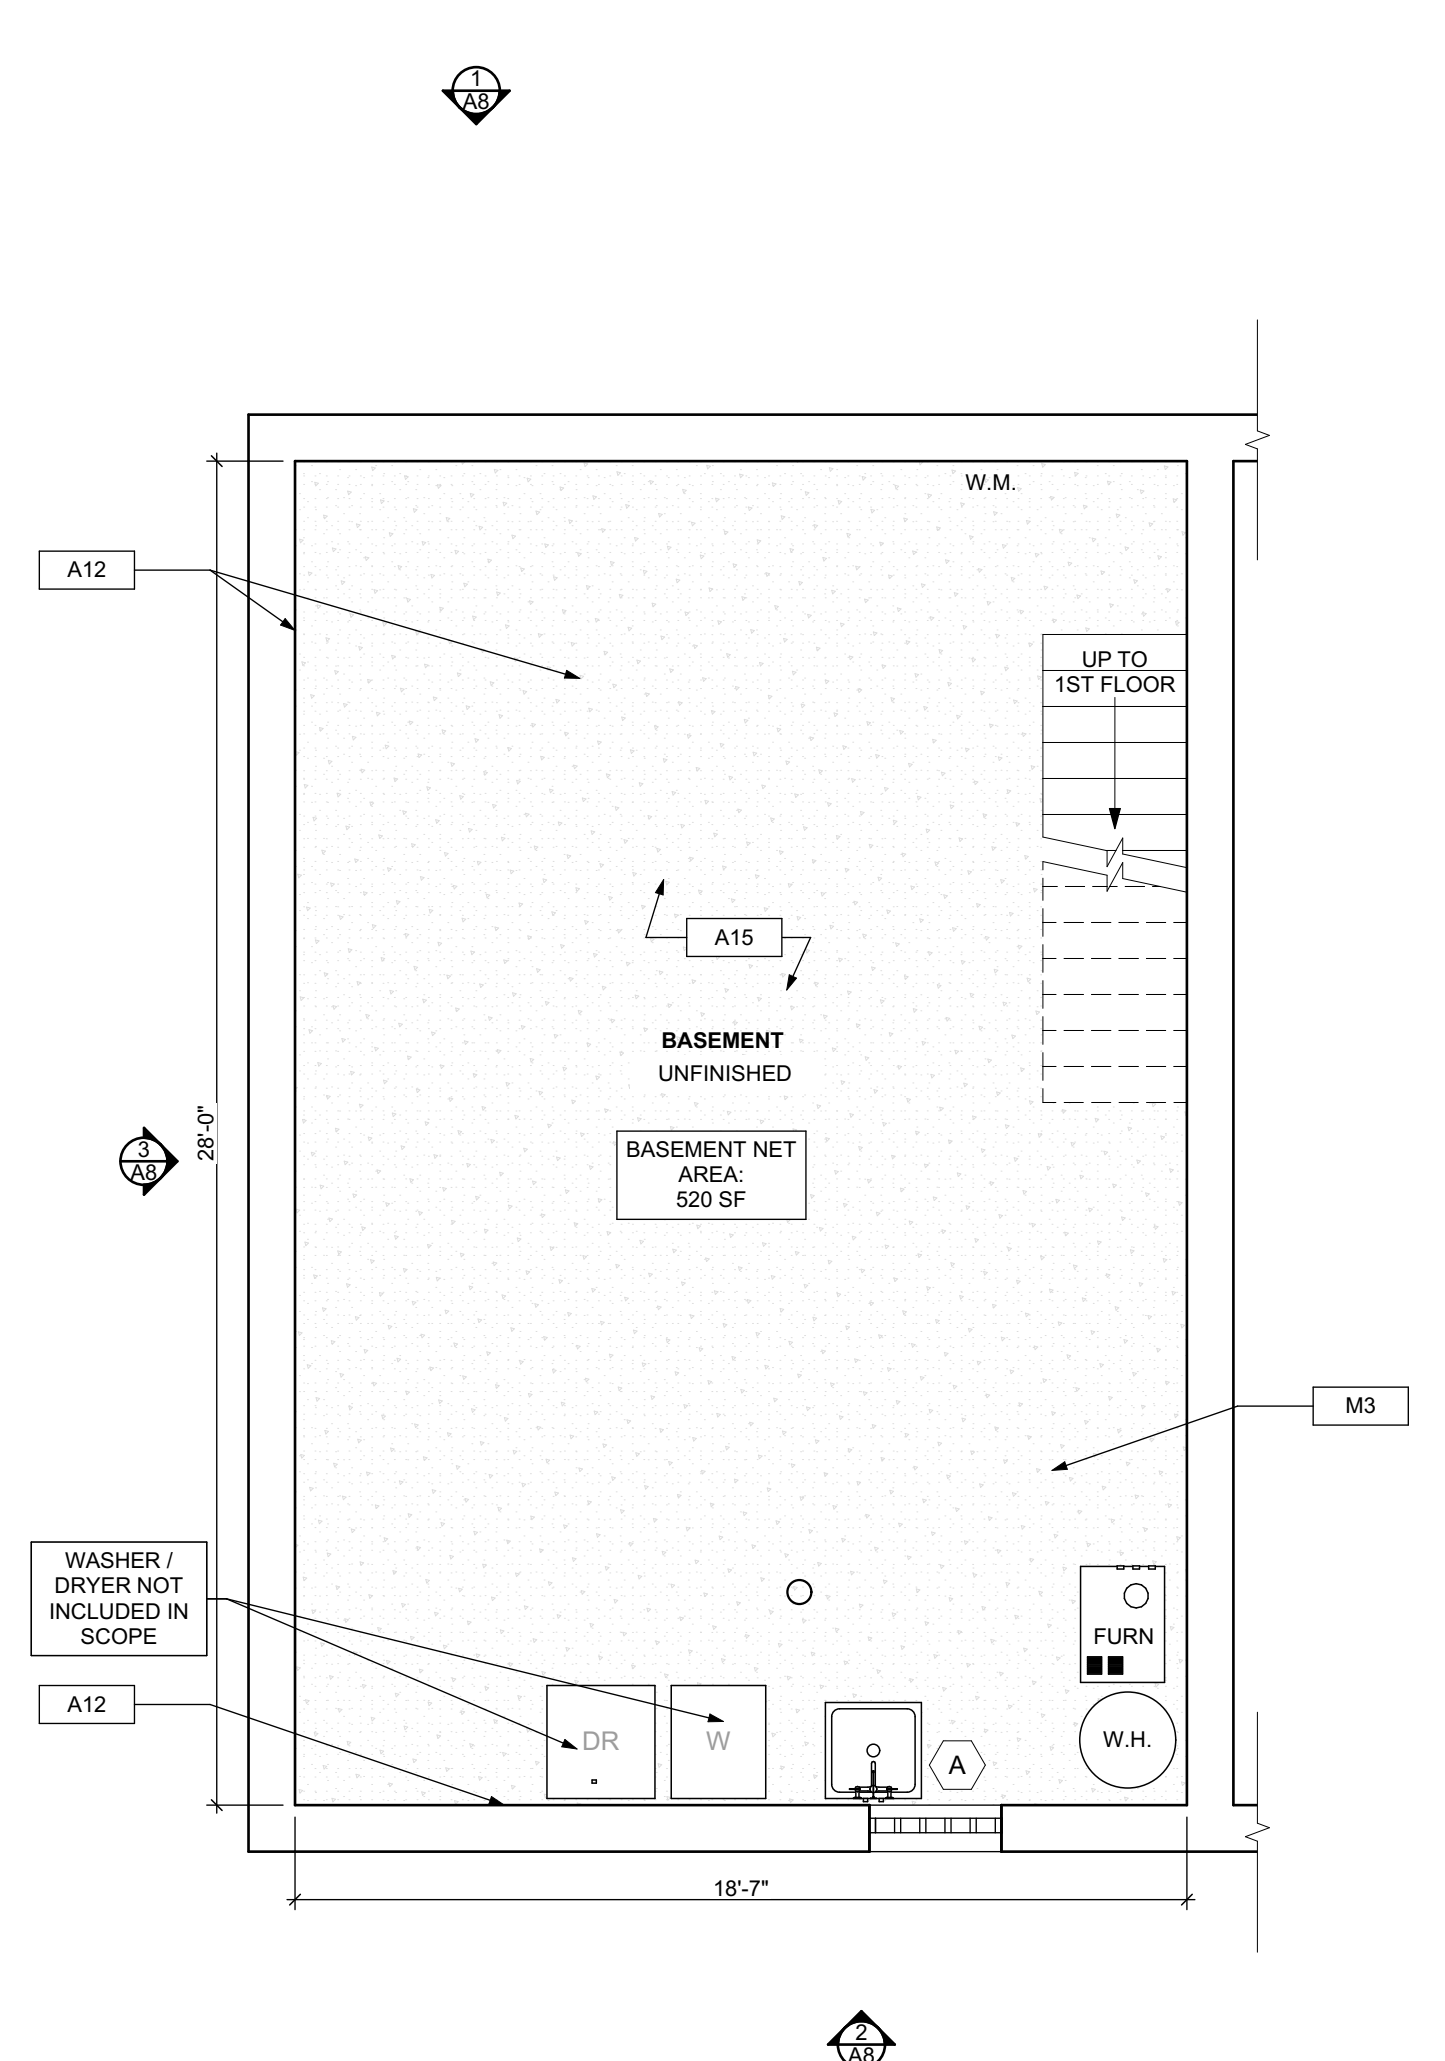 1
A8
W.M.
A12
UP TO
1ST FLOOR
A15
BASEMENT
UNFINISHED
28'-0"
3
A8
BASEMENT NET
AREA:
520 SF
M3
WASHER /
DRYER NOT
INCLUDED IN
SCOPE
FURN
A12
DR
W
A
W.H.
18'-7"
2
A8